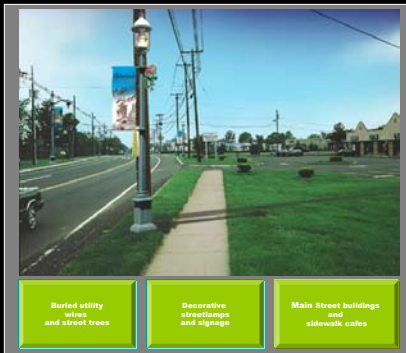 Buried utility
wires
and street trees
Decorative
streetlamps
and signage
Main Street buildings
and
sidewalk cafes